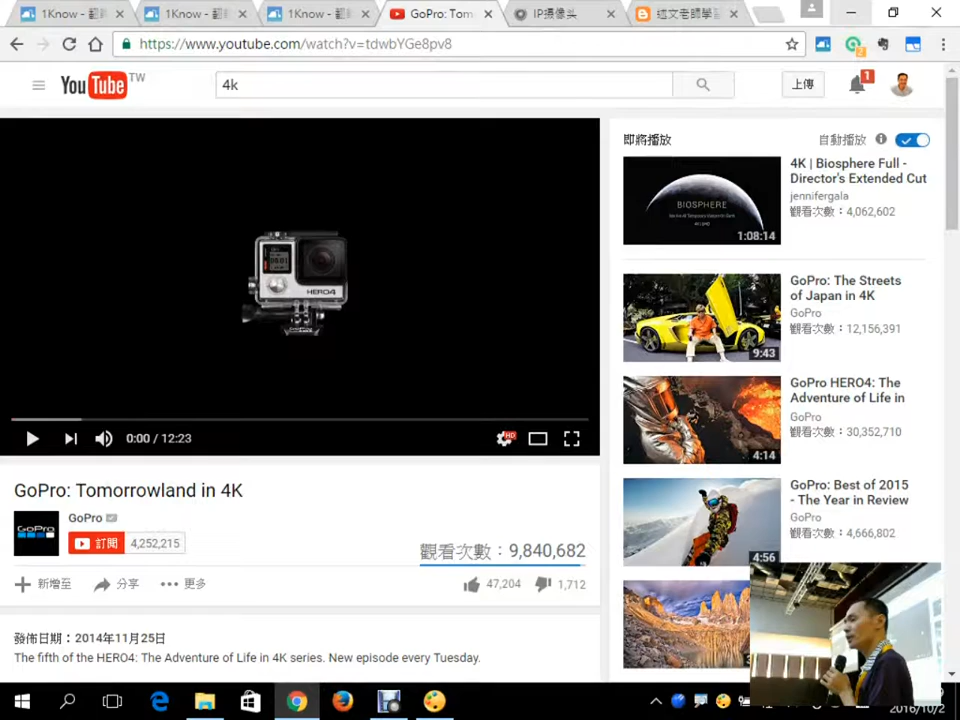 1Know - 翻
1Know - 翻
1Know - 翻
GoPro: Tom
IP摄像头
https://www.youtube.com/watch?v=tdwbYGe8pv8
2
YouTube TW
4k
上傳
1
即將播放
自動播放
BIOSPHERE
1:08:14
4K | Biosphere Full -
Director's Extended Cut
jennifergala
觀看次數：4,062,602
9:43
GoPro: The Streets
of Japan in 4K
GoPro
觀看次數：12,156,391
4:14
GoPro HERO4: The
Adventure of Life in
GoPro
觀看次數：30,352,710
4:56
GoPro: Best of 2015
- The Year in Review
GoPro
觀看次數：4,666,802
HERO4
0:00 / 12:23
HD
GoPro: Tomorrowland in 4K
GoPro
GoPro
訂閱 4,252,215
觀看次數：9,840,682
新增至 分享 更多
47,204 1,712
發佈日期：2014年11月25日
The fifth of the HERO4: The Adventure of Life in 4K series. New episode every Tuesday.
2016/10/2